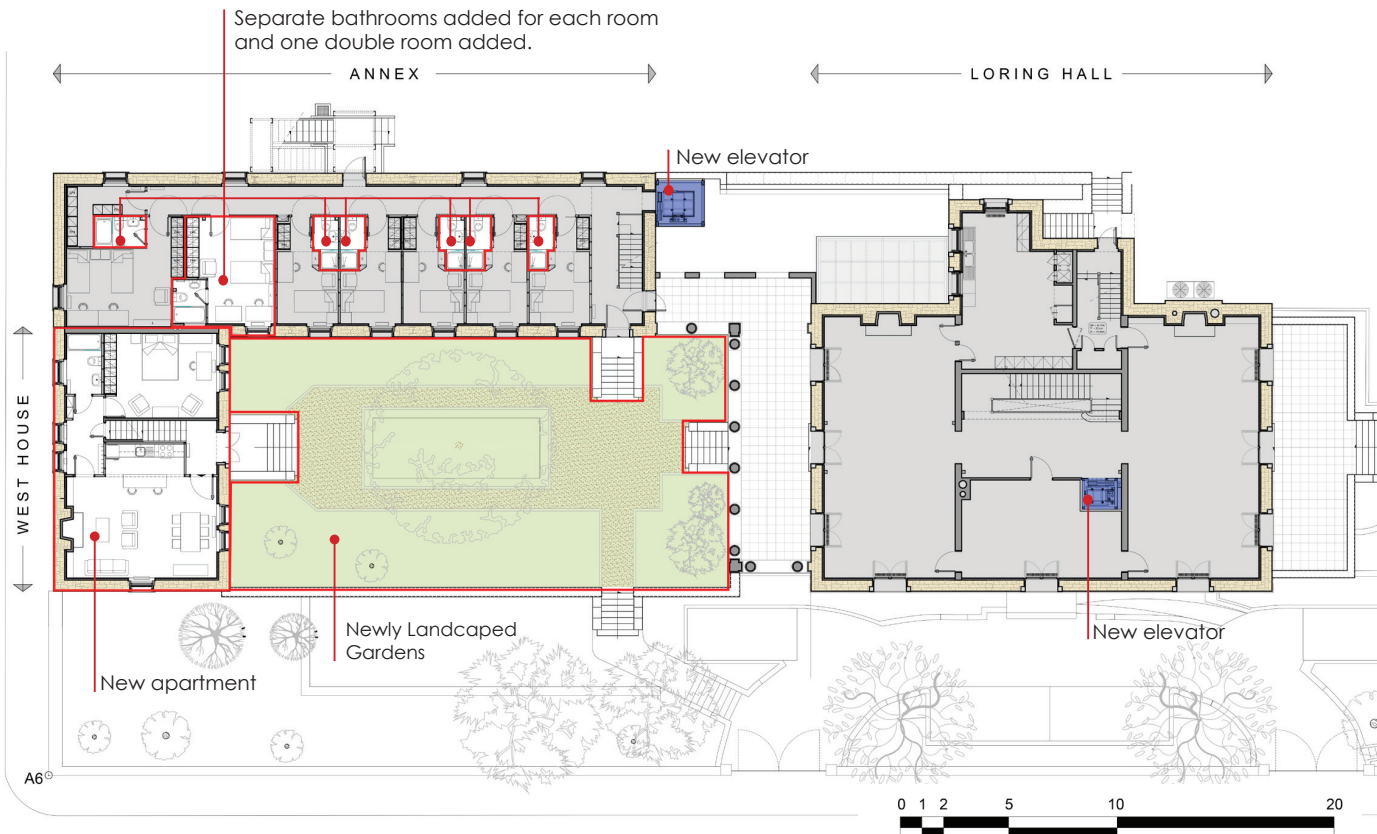 Separate bathrooms added for each room
and one double room added.
ANNEX
LORING HALL
New elevator
WEST HOUSE
Newly Landcaped
Gardens
New apartment
New elevator
A6
0 1 2 5 10 20